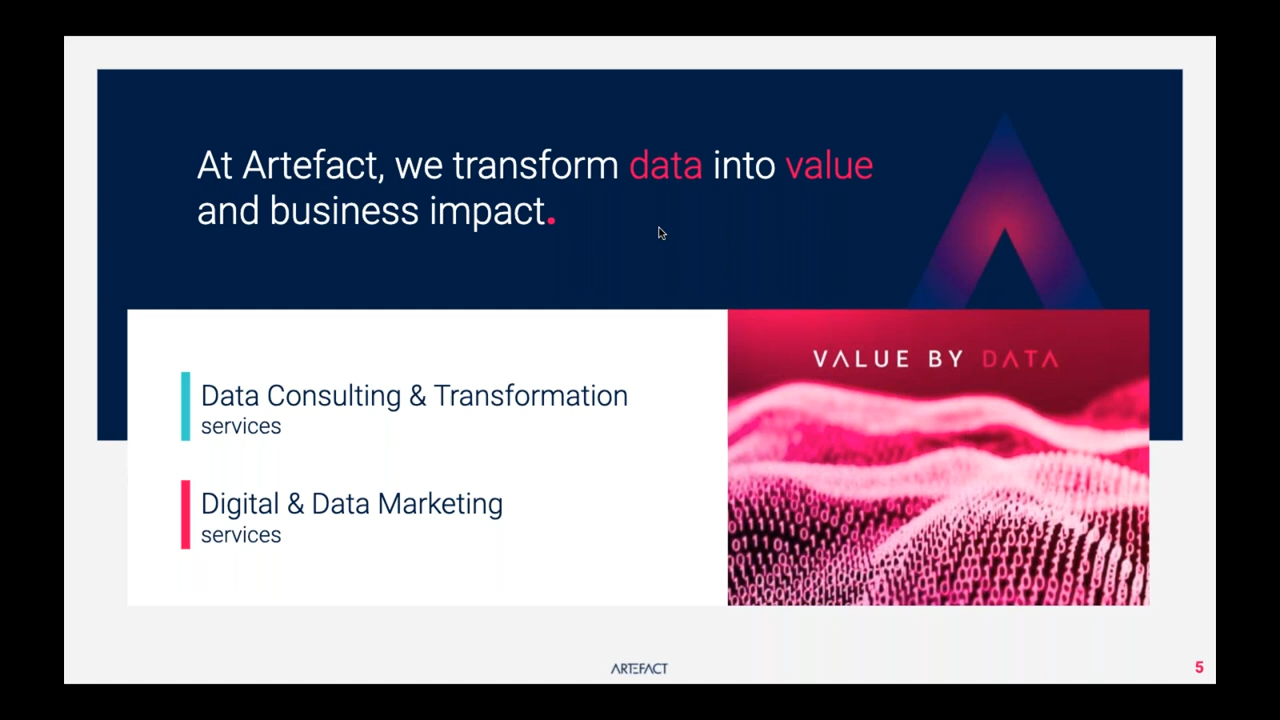 At Artefact, we transform data into value
and business impact.
VALUE BY DATA
Data Consulting & Transformation
services
Digital & Data Marketing
services
ARTEFACT
5